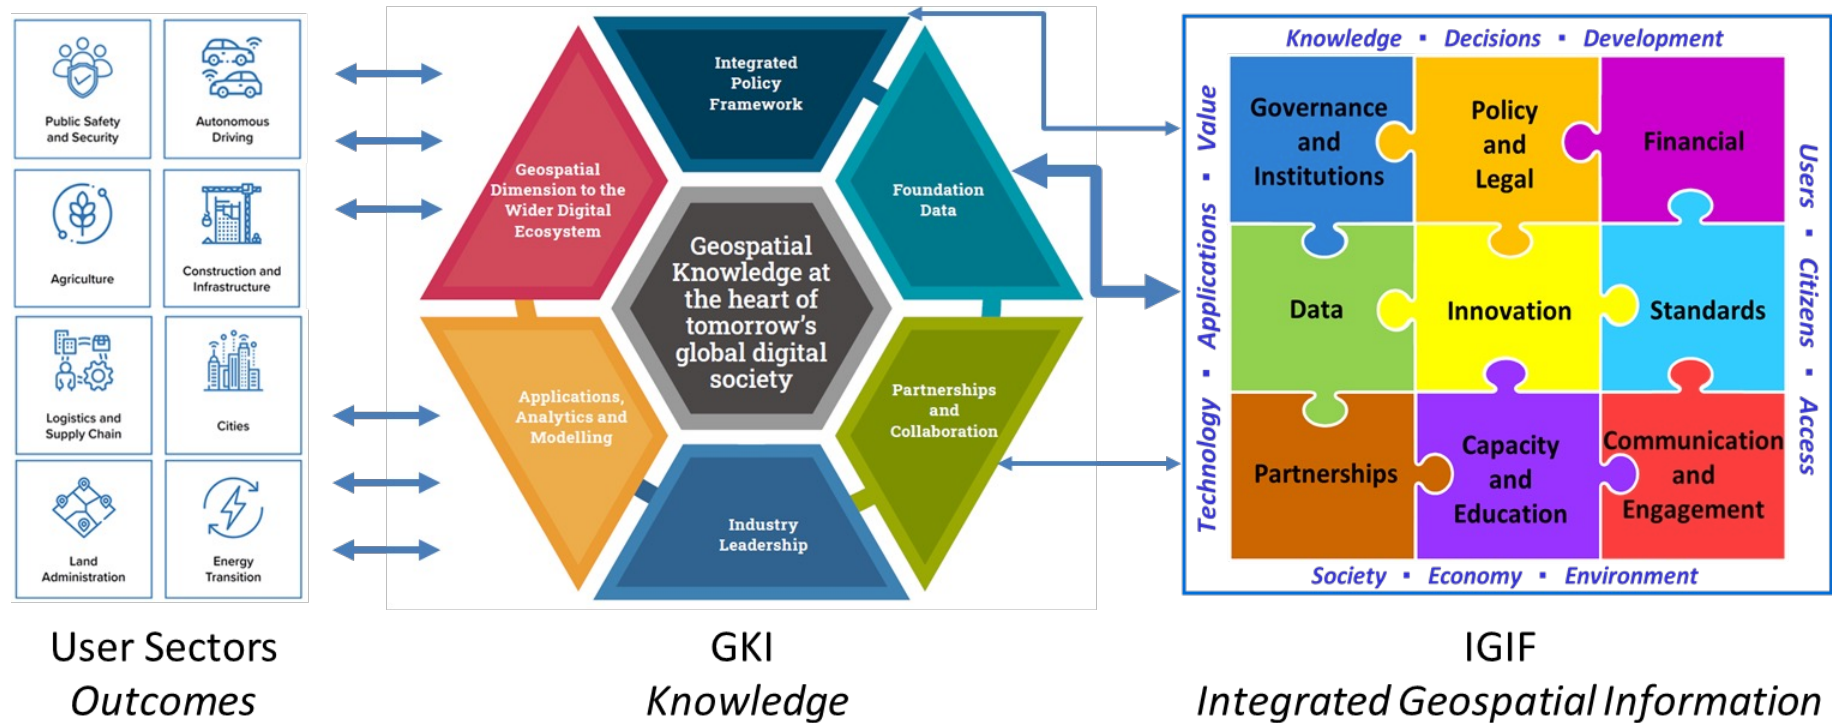 Public Safety
and Security
Autonomous
Driving
Agriculture
Construction and
Infrastructure
Logistics and
Supply Chain
Cities
Land
Administration
Energy
Transition
User Sectors
Outcomes
Integrated
Policy
Framework
Geospatial
Dimension to the
Wider Digital
Ecosystem
Foundation
Data
Geospatial
Knowledge at
the heart of
tomorrow's
global digital
society
Applications,
Analytics and
Modelling
Partnerships
and
Collaboration
Industry
Leadership
GKI
Knowledge
Knowledge ▪ Decisions ▪ Development
Technology ▪ Applications ▪ Value
Governance
and
Institutions
Policy
and
Legal
Financial
Data
Innovation
Standards
Partnerships
Capacity
and
Education
Communication
and
Engagement
Users ▪ Citizens ▪ Access
Society ▪ Economy ▪ Environment
IGIF
Integrated Geospatial Information